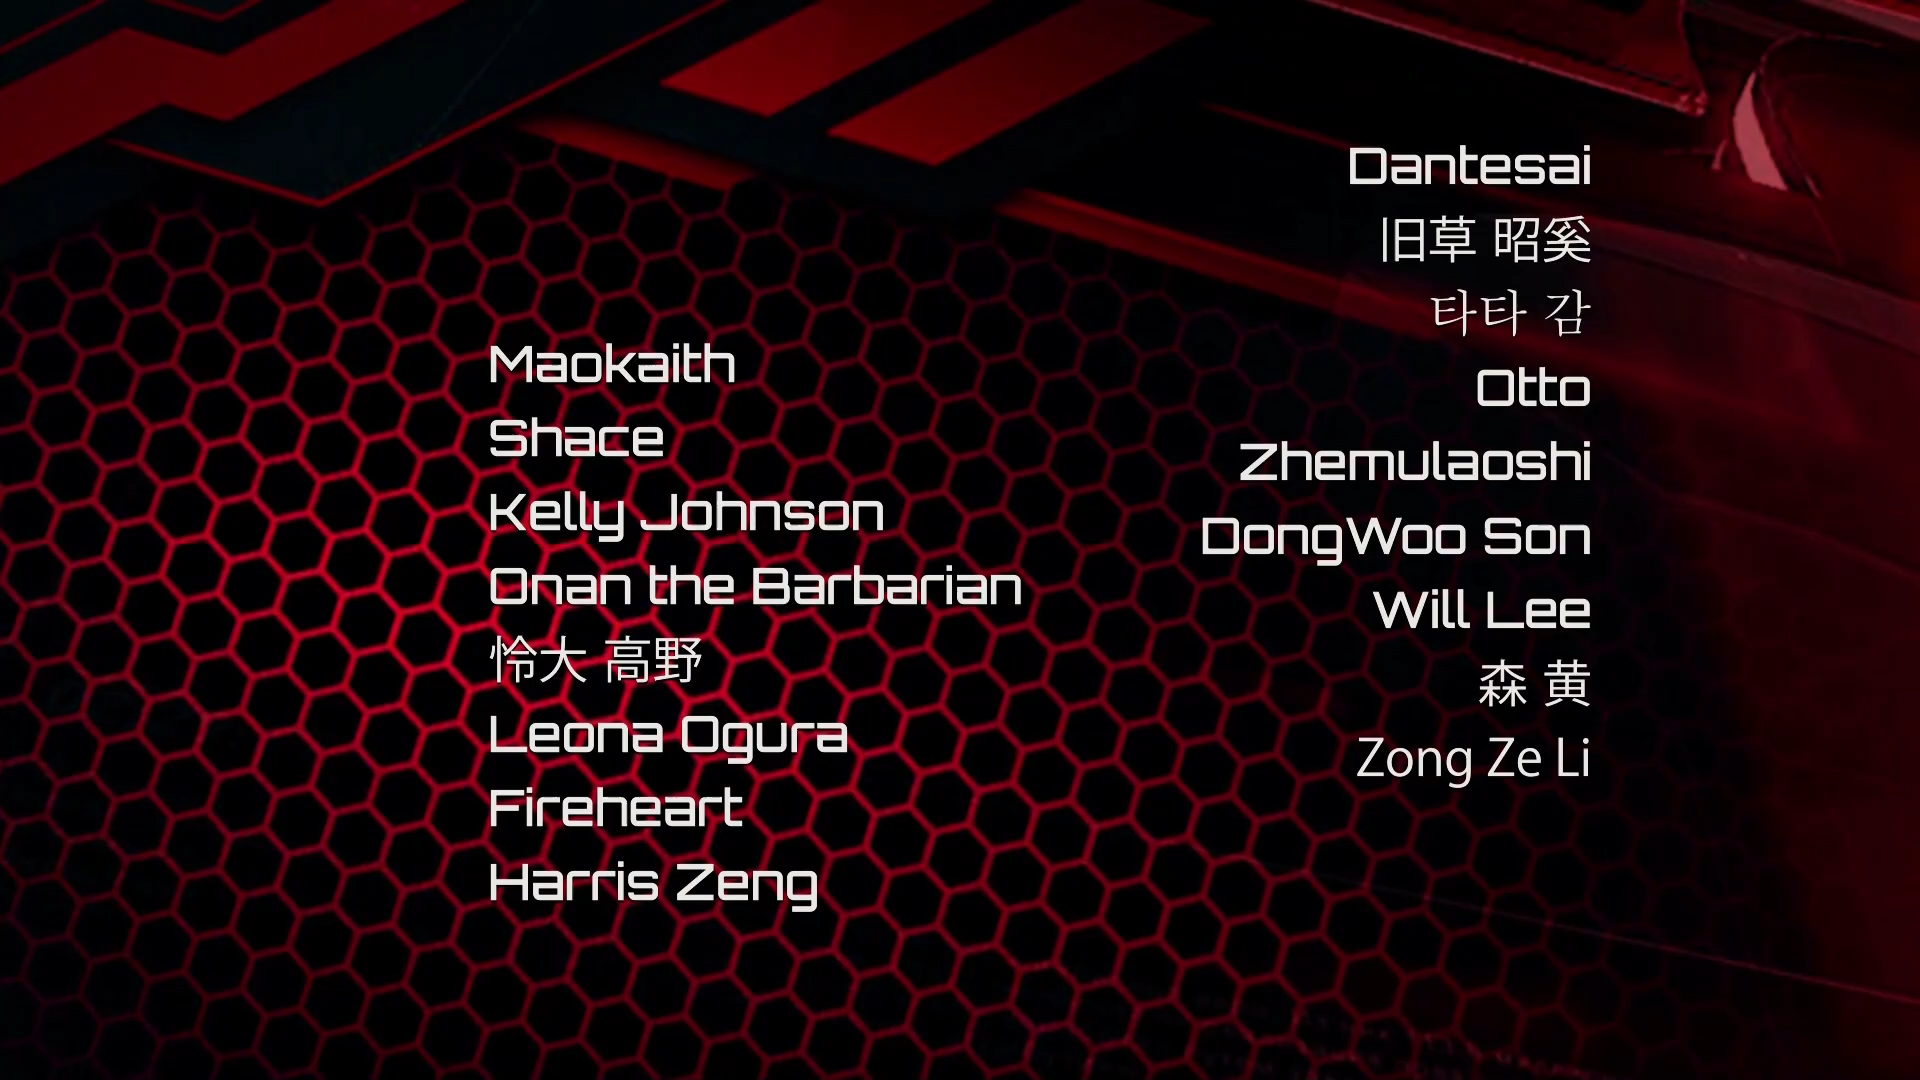 Maokaith
Shace
Kelly Johnson
Onan the Barbarian
怜大 高野
Leona Ogura
Fireheart
Harris Zeng
Dantesai
旧草 昭奚
타타 감
Otto
Zhemulaoshi
DongWoo Son
Will Lee
森 黄
Zong Ze Li